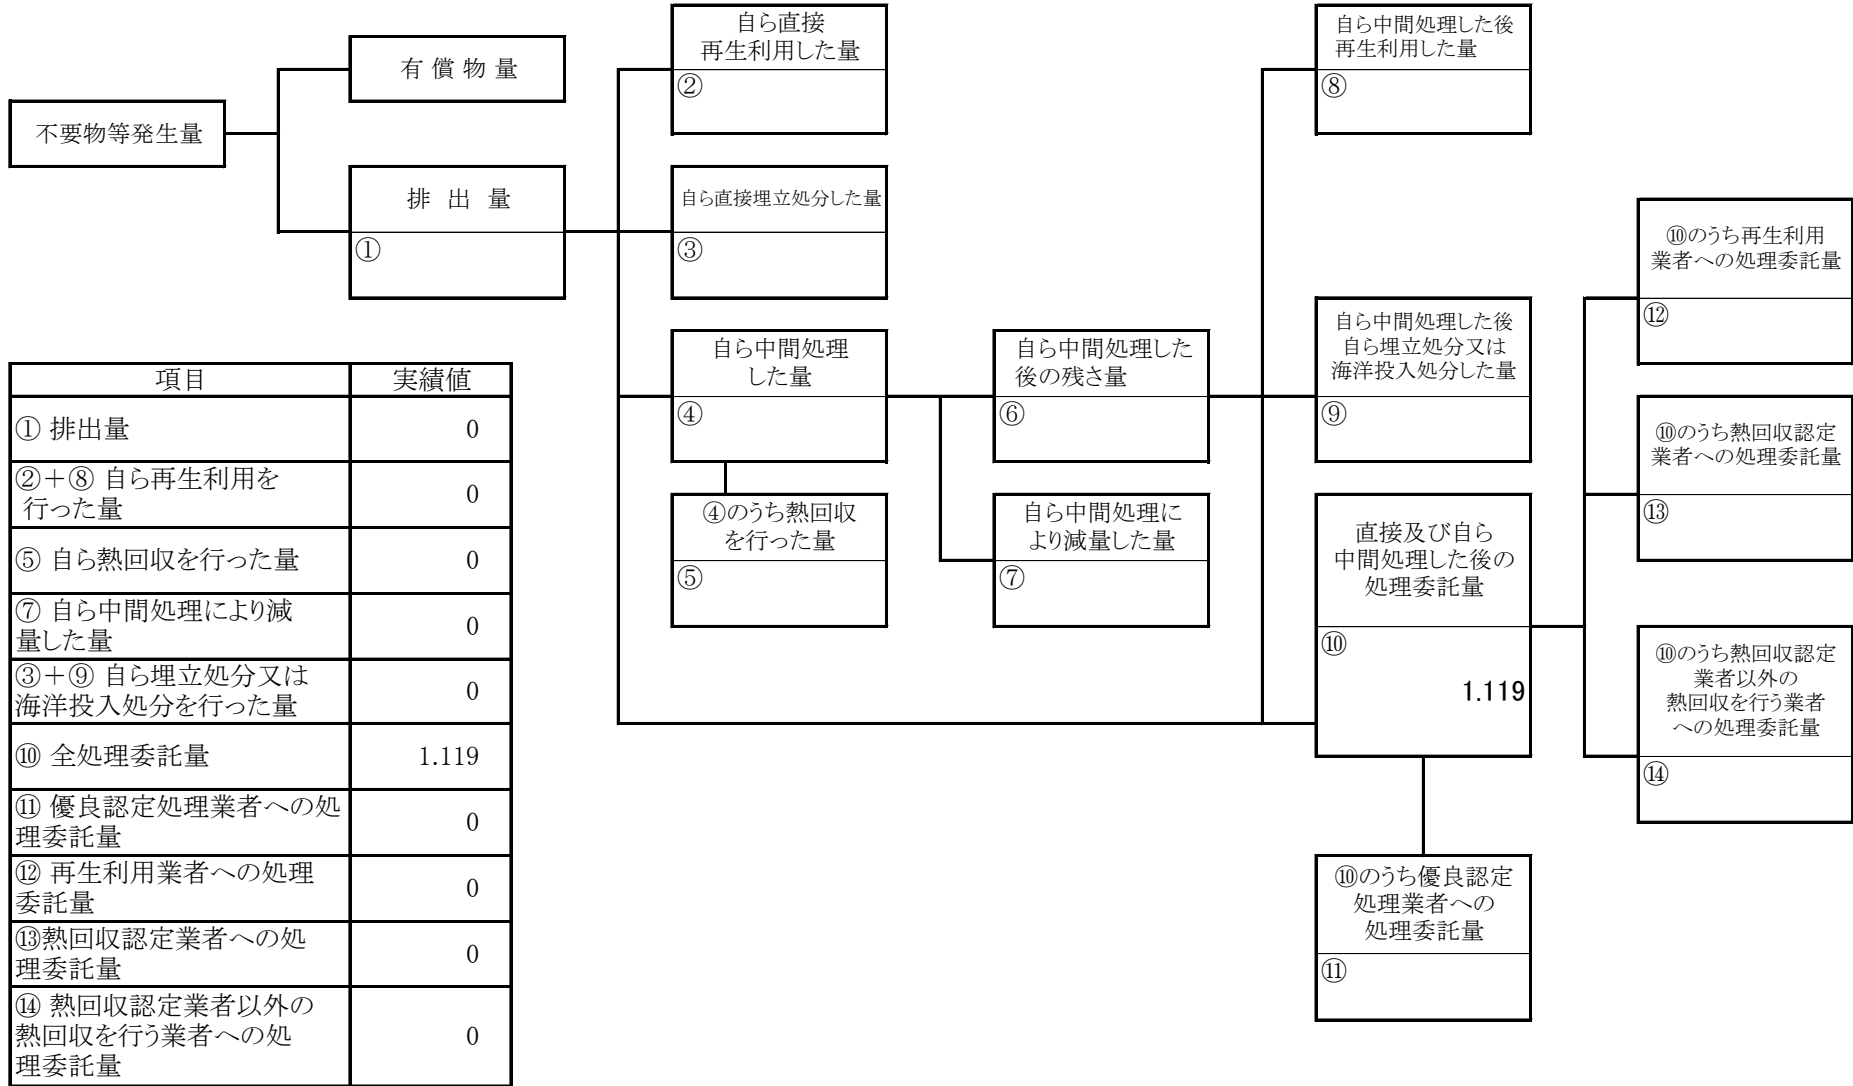 不要物等発生量
有 償 物 量
排 出 量
①
自ら直接
再生利用した量
②
自ら直接埋立処分した量
③
自ら中間処理
した量
④
④のうち熱回収
を行った量
⑤
自ら中間処理した
後の残さ量
⑥
自ら中間処理に
より減量した量
⑦
自ら中間処理した後
再生利用した量
⑧
自ら中間処理した後
自ら埋立処分又は
海洋投入処分した量
⑨
直接及び自ら
中間処理した後の
処理委託量
⑩
1.119
⑩のうち優良認定
処理業者への
処理委託量
⑪
⑩のうち再生利用
業者への処理委託量
⑫
⑩のうち熱回収認定
業者への処理委託量
⑬
⑩のうち熱回収認定
業者以外の
熱回収を行う業者
への処理委託量
⑭
項目 実績値
① 排出量 0
②+⑧ 自ら再生利用を
行った量 0
⑤ 自ら熱回収を行った量 0
⑦ 自ら中間処理により減
量した量 0
③+⑨ 自ら埋立処分又は
海洋投入処分を行った量 0
⑩ 全処理委託量 1.119
⑪ 優良認定処理業者への処
理委託量 0
⑫ 再生利用業者への処理
委託量 0
⑬熱回収認定業者への処
理委託量 0
⑭ 熱回収認定業者以外の
熱回収を行う業者への処
理委託量 0